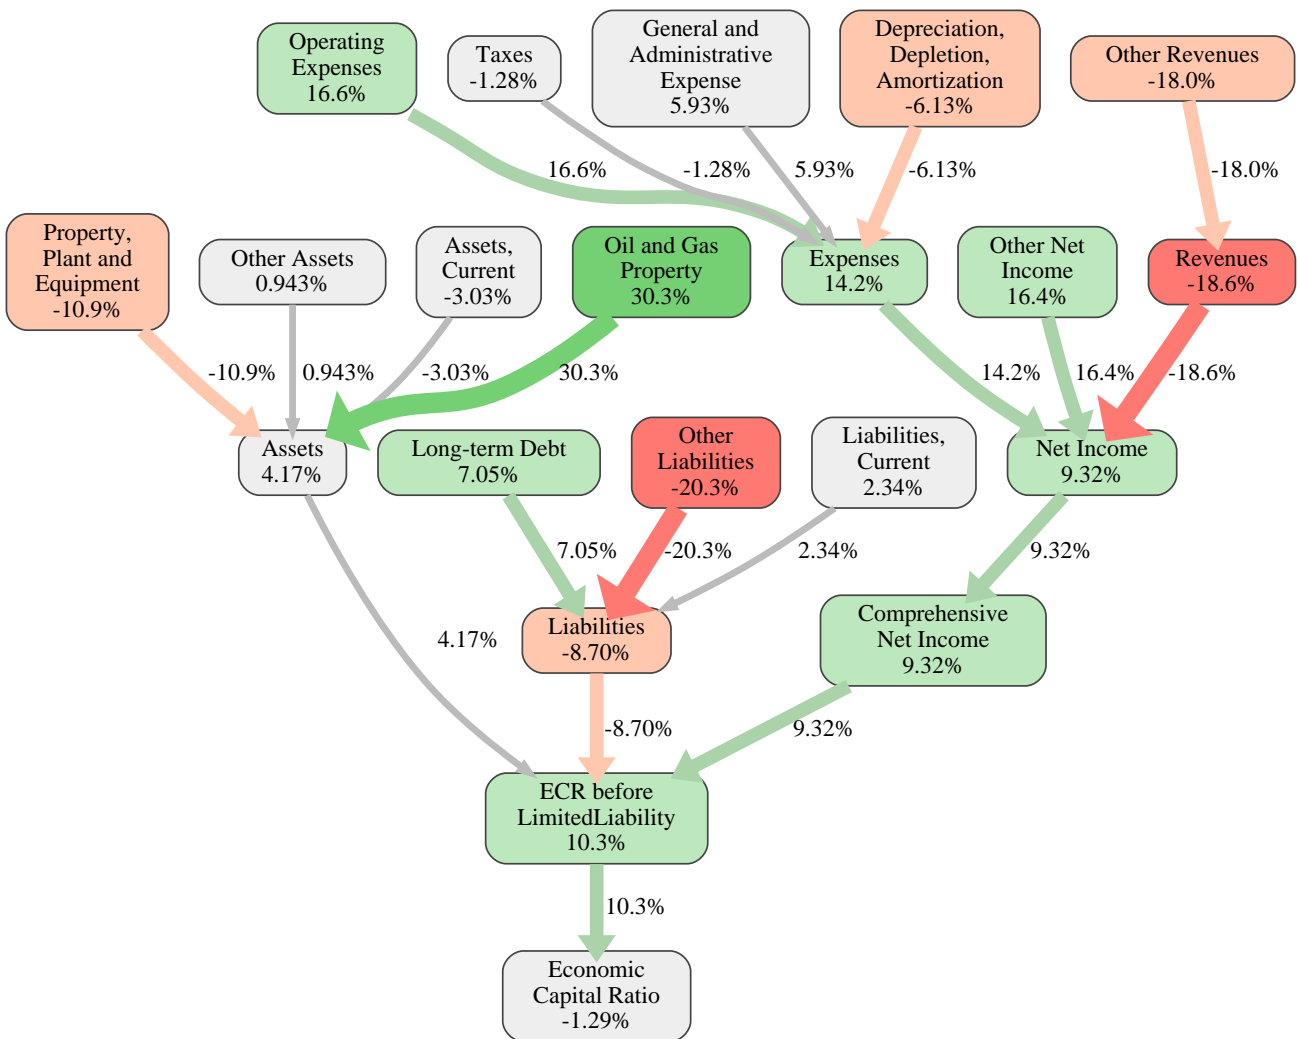 Operating
Expenses
16.6%
Taxes
-1.28%
General and
Administrative
Expense
5.93%
Depreciation,
Depletion,
Amortization
-6.13%
Other Revenues
-18.0%
16.6%
-1.28%
5.93%
-6.13%
-18.0%
Property,
Plant and
Equipment
-10.9%
Other Assets
0.943%
Assets,
Current
-3.03%
Oil and Gas
Property
30.3%
Expenses
14.2%
Other Net
Income
16.4%
Revenues
-18.6%
-10.9%
0.943%
-3.03%
30.3%
14.2%
16.4%
-18.6%
Assets
4.17%
Long-term Debt
7.05%
Other
Liabilities
-20.3%
Liabilities,
Current
2.34%
Net Income
9.32%
7.05%
-20.3%
2.34%
9.32%
4.17%
Liabilities
-8.70%
Comprehensive
Net Income
9.32%
-8.70%
9.32%
ECR before
LimitedLiability
10.3%
10.3%
Economic
Capital Ratio
-1.29%